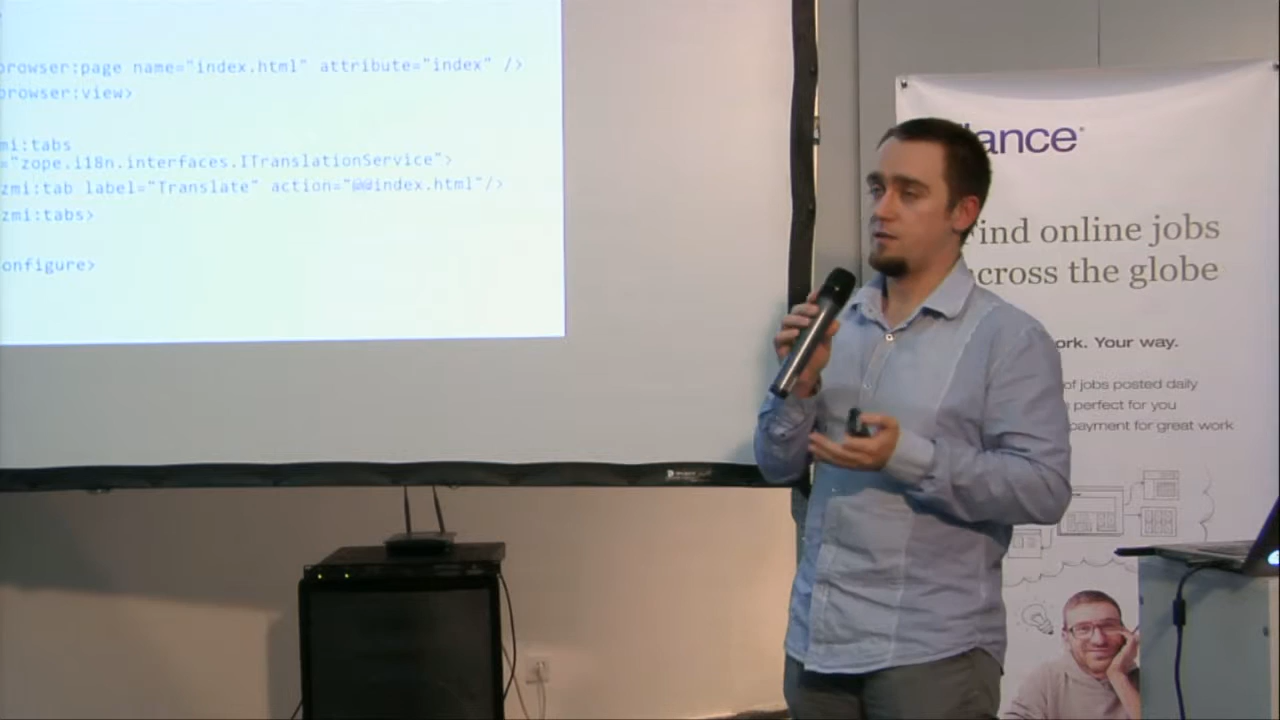 browser:page name="index.html" attribute="index" />
browser:view>
mi:tabs
="zope.i18n.interfaces.ITranslationService">
zmi:tab label="Translate" action="@@index.html"/>
zmi:tabs>
onfigure>
lance
Find online jobs
across the globe
ork. Your way.
of jobs posted daily
perfect for you
payment for great work